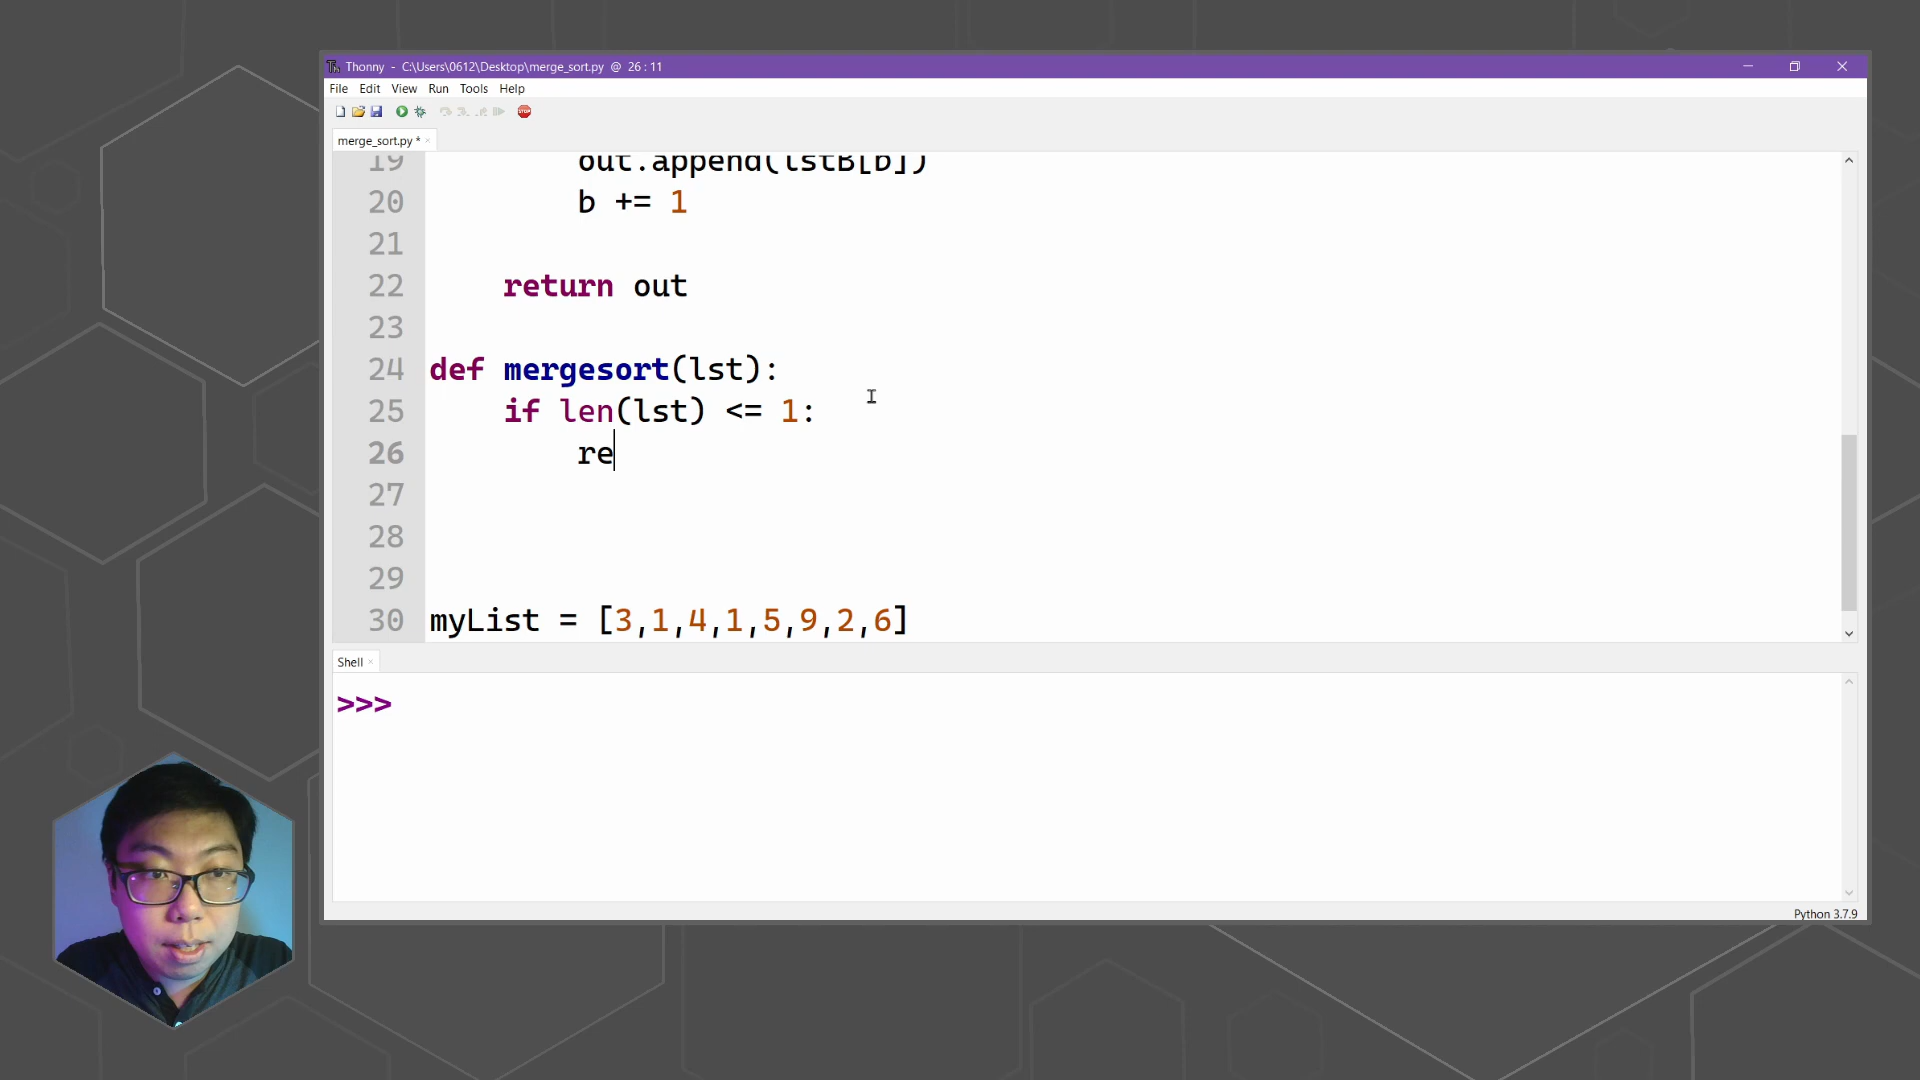 Thonny - C:\Users\0612\Desktop\merge_sort.py @ 26 : 11
File Edit View Run Tools Help
STOP
merge_sort.py *
19 out.append(lstB[b])
20 b += 1
21
22 return out
23
24 def mergesort(lst):
25 if len(lst) <= 1:
26 re
27
28
29
30 myList = [3,1,4,1,5,9,2,6]
Shell
>>>
Python 3.7.9